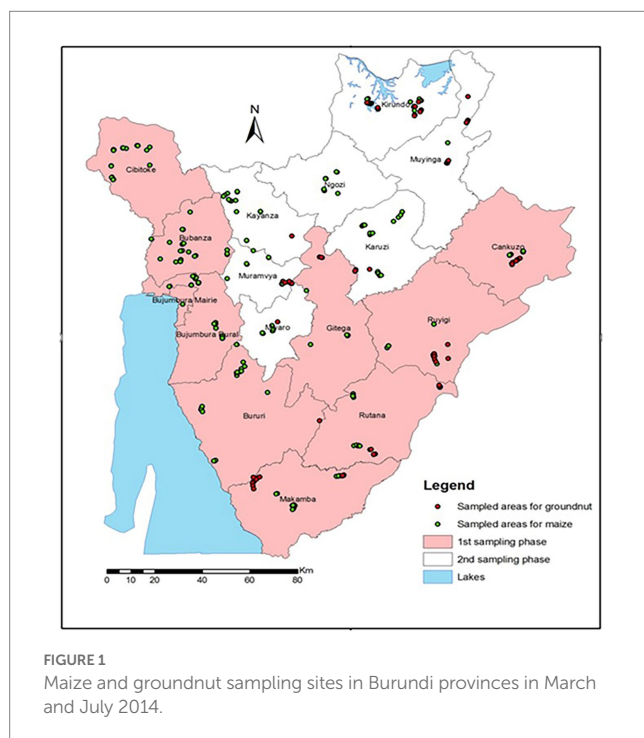 N
Kirundo
Muyinga
Cibitoke
Ngozi
Kayanza
Bubanza
Karuzi
Cankuzo
Muramvya
Bujumbura Mairie
Ruyigi
Mwaro
Gitega
Bujumbura Rural
Bururi
Rutana
Makamba
Legend
Sampled areas for groundnut
Sampled areas for maize
1st sampling phase
2nd sampling phase
Lakes
Km
0 5 10 20 40 60 80
FIGURE 1
Maize and groundnut sampling sites in Burundi provinces in March
and July 2014.